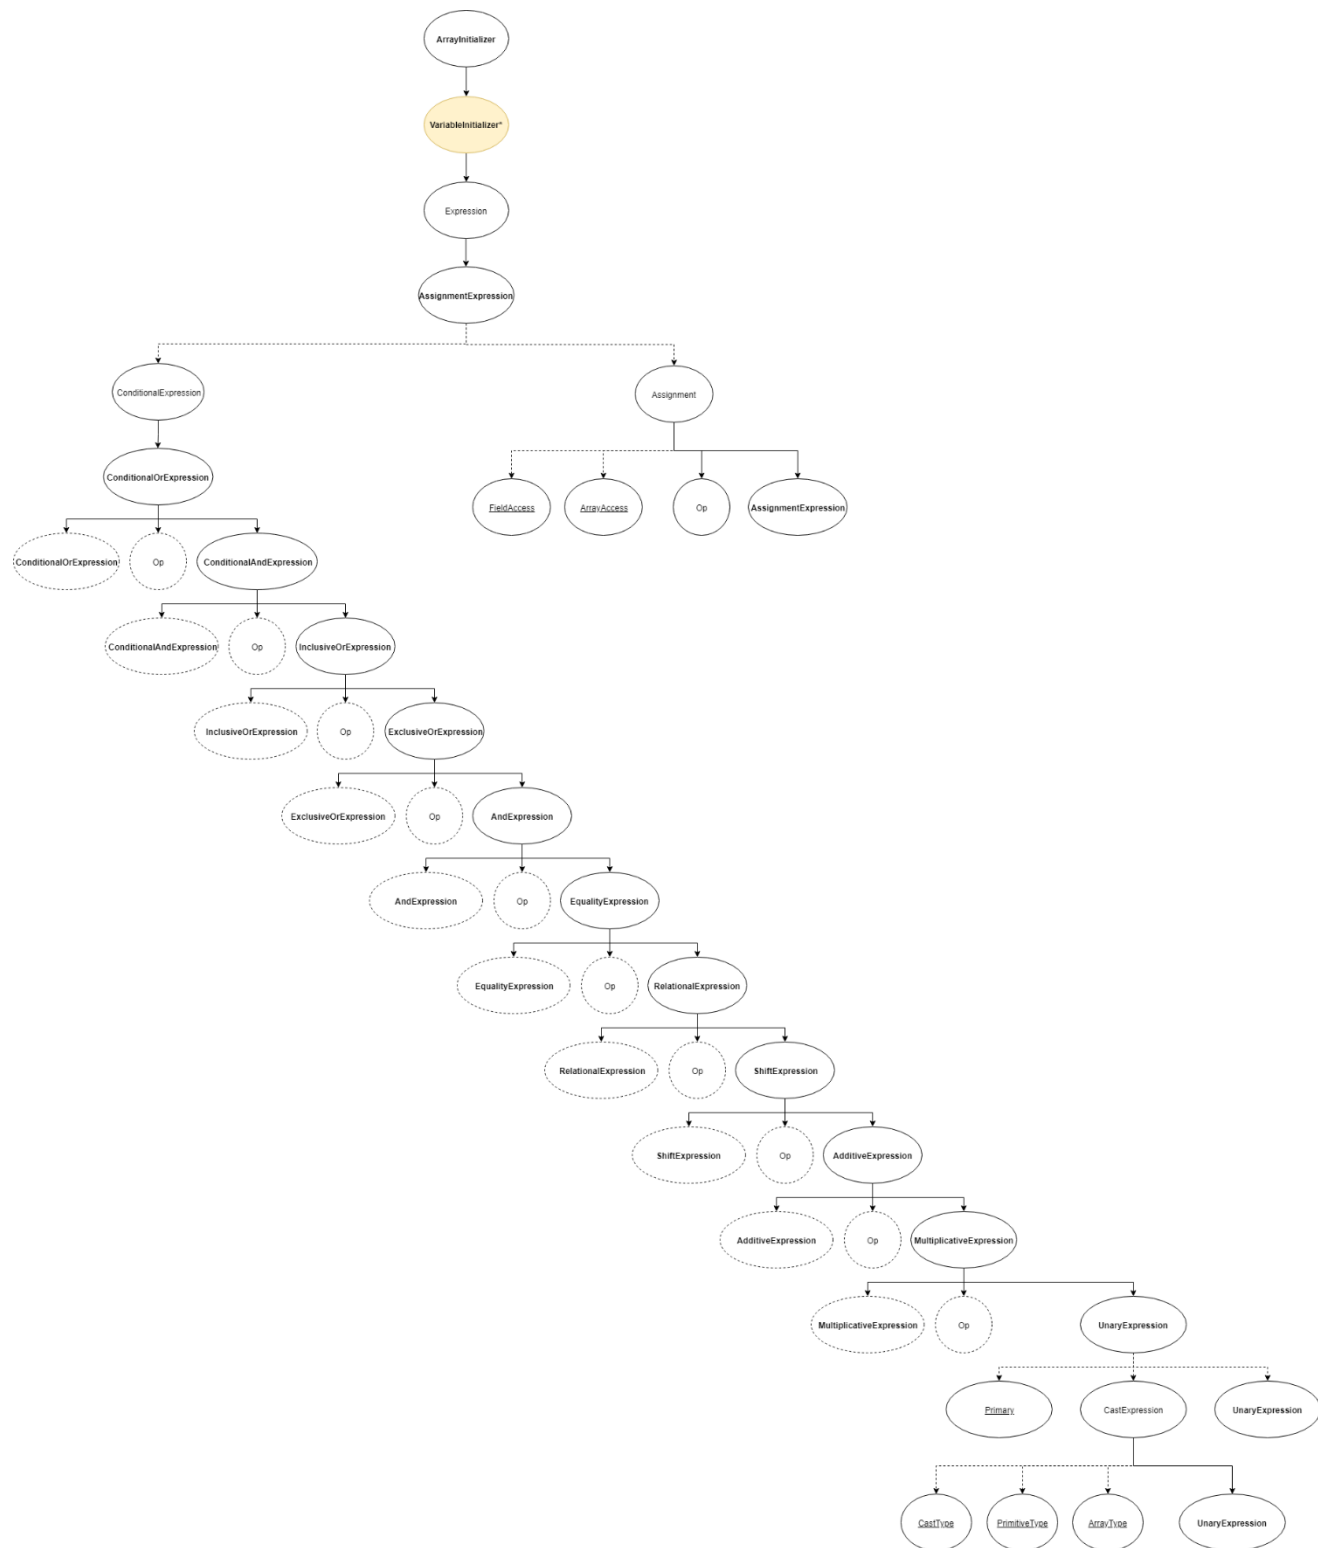 ArrayInitializer
VariableInitializer*
Expression
AssignmentExpression
ConditionalExpression
Assignment
ConditionalOrExpression
FieldAccess
ArrayAccess
Op
AssignmentExpression
ConditionalOrExpression
Op
ConditionalAndExpression
ConditionalAndExpression
Op
InclusiveOrExpression
InclusiveOrExpression
Op
ExclusiveOrExpression
ExclusiveOrExpression
Op
AndExpression
AndExpression
Op
EqualityExpression
EqualityExpression
Op
RelationalExpression
RelationalExpression
Op
ShiftExpression
ShiftExpression
Op
AdditiveExpression
AdditiveExpression
Op
MultiplicativeExpression
MultiplicativeExpression
Op
UnaryExpression
Primary
CastExpression
UnaryExpression
CastType
PrimitiveType
ArrayType
UnaryExpression